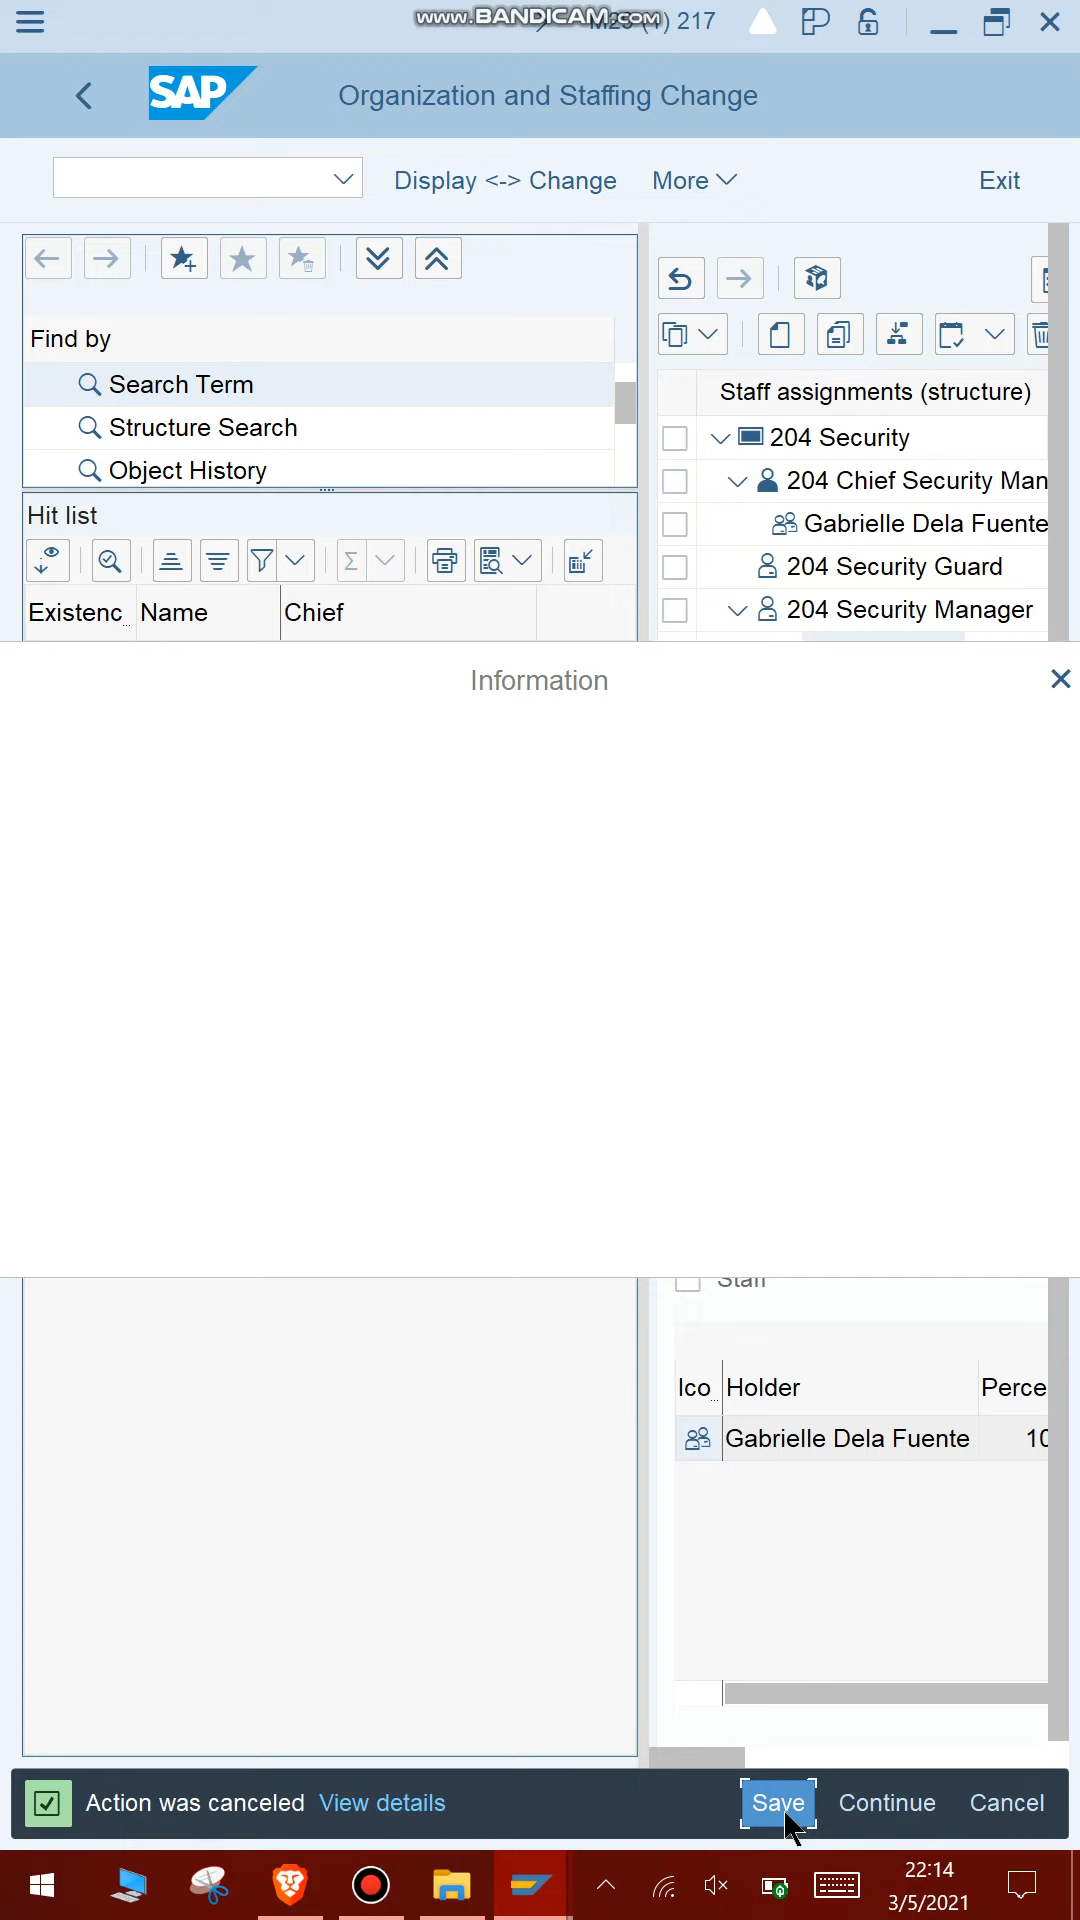 www.BANDICAM.com
217
SAP
Organization and Staffing Change
Display <-> Change
More
Exit
Find by
Search Term
Structure Search
Object History
Hit list
Existenc..
Name
Chief
Staff assignments (structure)
204 Security
204 Chief Security Man
Gabrielle Dela Fuente
204 Security Guard
204 Security Manager
Information
Staff
Ico..
Holder
Perce
Gabrielle Dela Fuente
10
Action was canceled
View details
Save
Continue
Cancel
22:14
3/5/2021